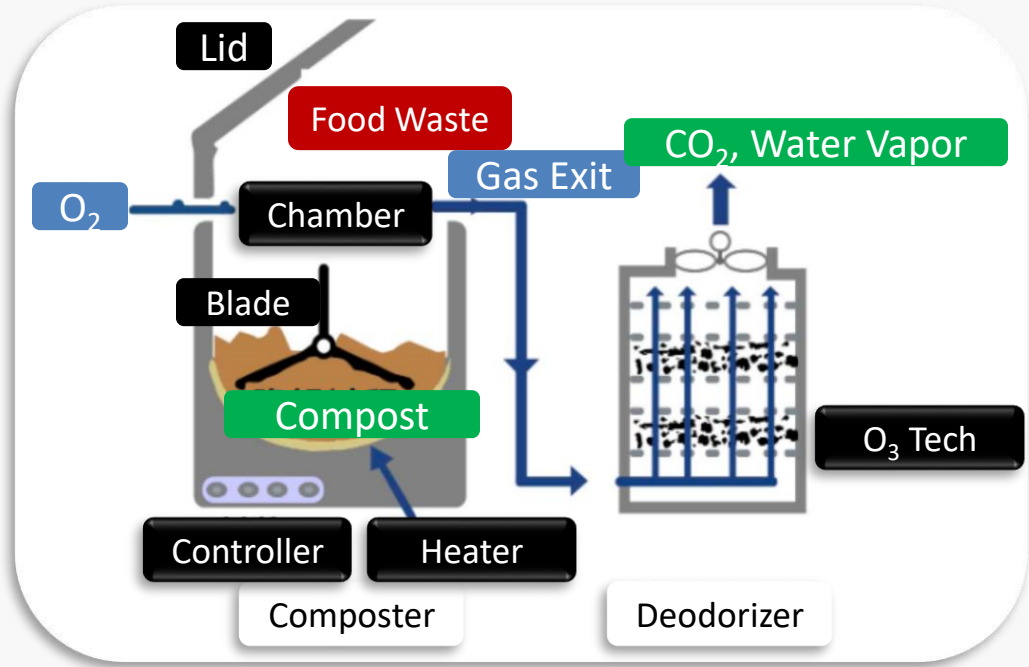 Lid
Food Waste
CO₂, Water Vapor
Gas Exit
O₂
Chamber
Blade
Compost
O₃ Tech
Controller
Heater
Composter
Deodorizer